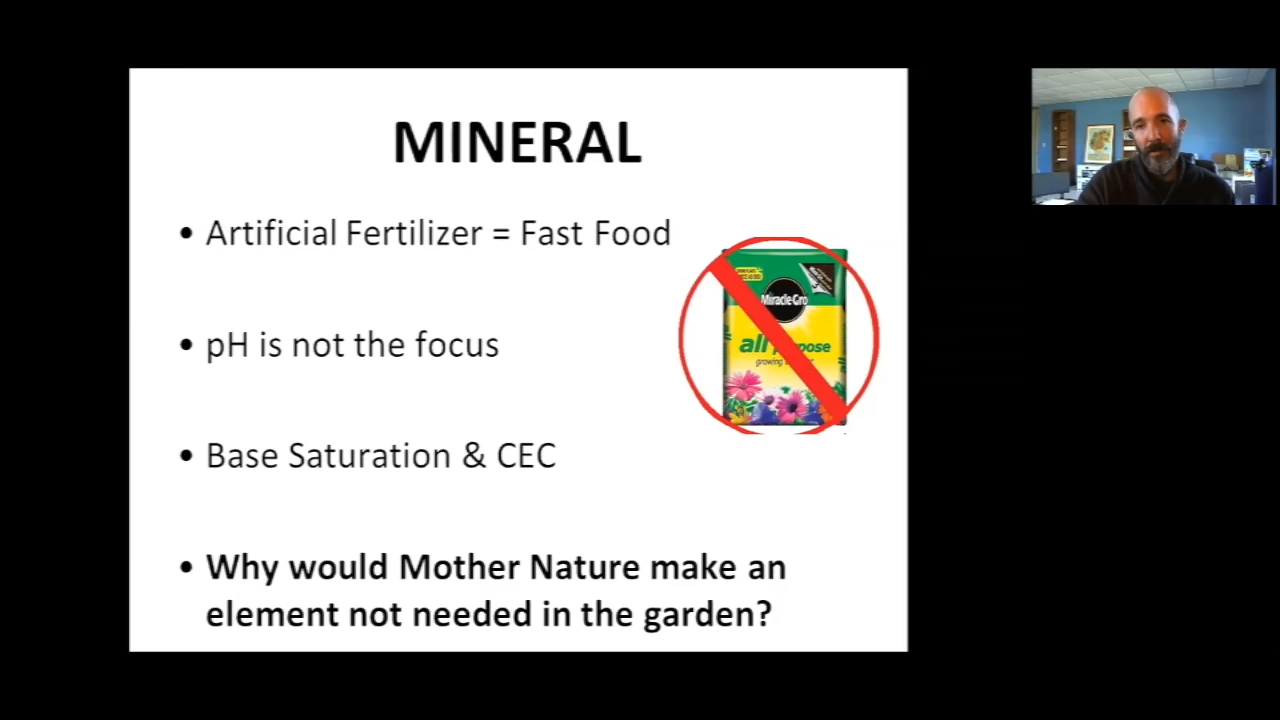 MINERAL
• Artificial Fertilizer = Fast Food
• pH is not the focus
• Base Saturation & CEC
• Why would Mother Nature make an
element not needed in the garden?
Miracle-Gro
all